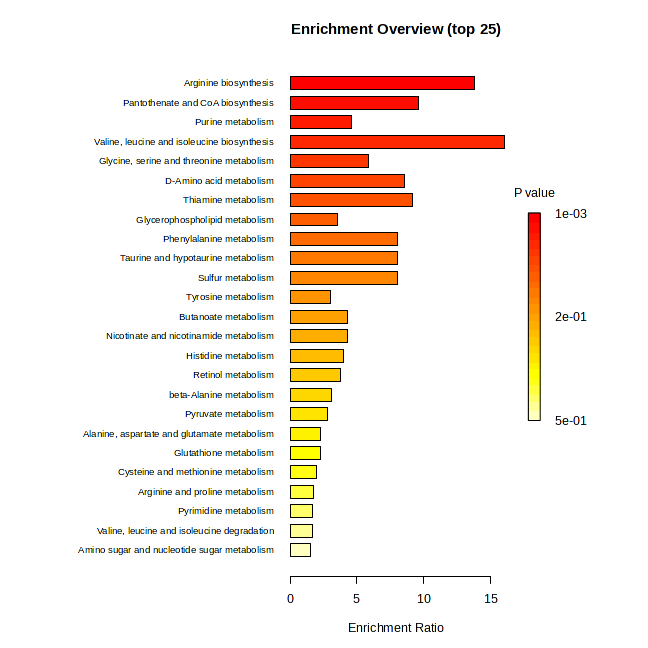 Enrichment Overview (top 25)
Arginine biosynthesis
Pantothenate and CoA biosynthesis
Purine metabolism
Valine, leucine and isoleucine biosynthesis
Glycine, serine and threonine metabolism
D-Amino acid metabolism
Thiamine metabolism
Glycerophospholipid metabolism
Phenylalanine metabolism
Taurine and hypotaurine metabolism
Sulfur metabolism
Tyrosine metabolism
Butanoate metabolism
Nicotinate and nicotinamide metabolism
Histidine metabolism
Retinol metabolism
beta-Alanine metabolism
Pyruvate metabolism
Alanine, aspartate and glutamate metabolism
Glutathione metabolism
Cysteine and methionine metabolism
Arginine and proline metabolism
Pyrimidine metabolism
Valine, leucine and isoleucine degradation
Amino sugar and nucleotide sugar metabolism
0 5 10 15
Enrichment Ratio
P value
1e-03
2e-01
5e-01